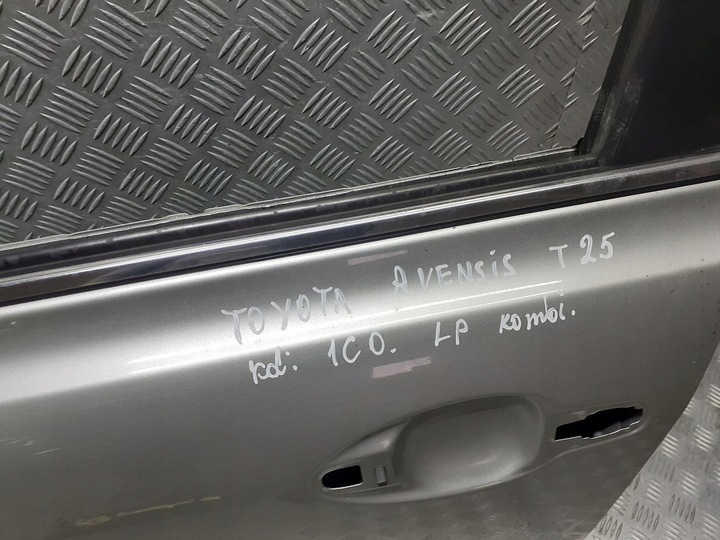 TOYOTA AVENSIS T25
kol: 1C0. LP kombi.